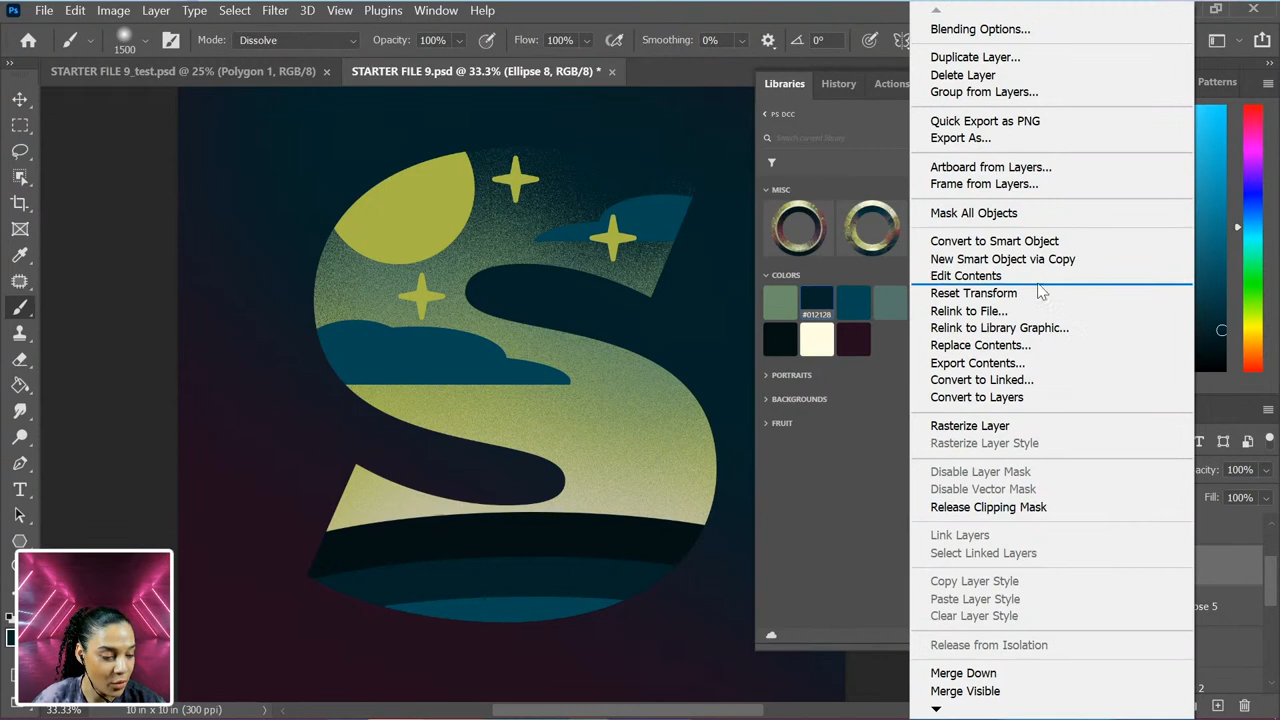 Ps File Edit Image Layer Type Select Filter 3D View Plugins Window Help
1500 Mode: Dissolve Opacity: 100% Flow: 100% Smoothing: 0% 0°
STARTER FILE 9_test.psd @ 25% (Polygon 1, RGB/8) × STARTER FILE 9.psd @ 33.3% (Ellipse 8, RGB/8) * ×
Libraries History Actions
PS DCC
Search current library
MISC
COLORS
#012128
PORTRAITS
BACKGROUNDS
FRUIT
Blending Options...
Duplicate Layer...
Delete Layer
Group from Layers...
Quick Export as PNG
Export As...
Artboard from Layers...
Frame from Layers...
Mask All Objects
Convert to Smart Object
New Smart Object via Copy
Edit Contents
Reset Transform
Relink to File...
Relink to Library Graphic...
Replace Contents...
Export Contents...
Convert to Linked...
Convert to Layers
Rasterize Layer
Rasterize Layer Style
Disable Layer Mask
Disable Vector Mask
Release Clipping Mask
Link Layers
Select Linked Layers
Copy Layer Style
Paste Layer Style
Clear Layer Style
Release from Isolation
Merge Down
Merge Visible
Patterns
100%
Fill: 100%
33.33% 10 in x 10 in (300 ppi)